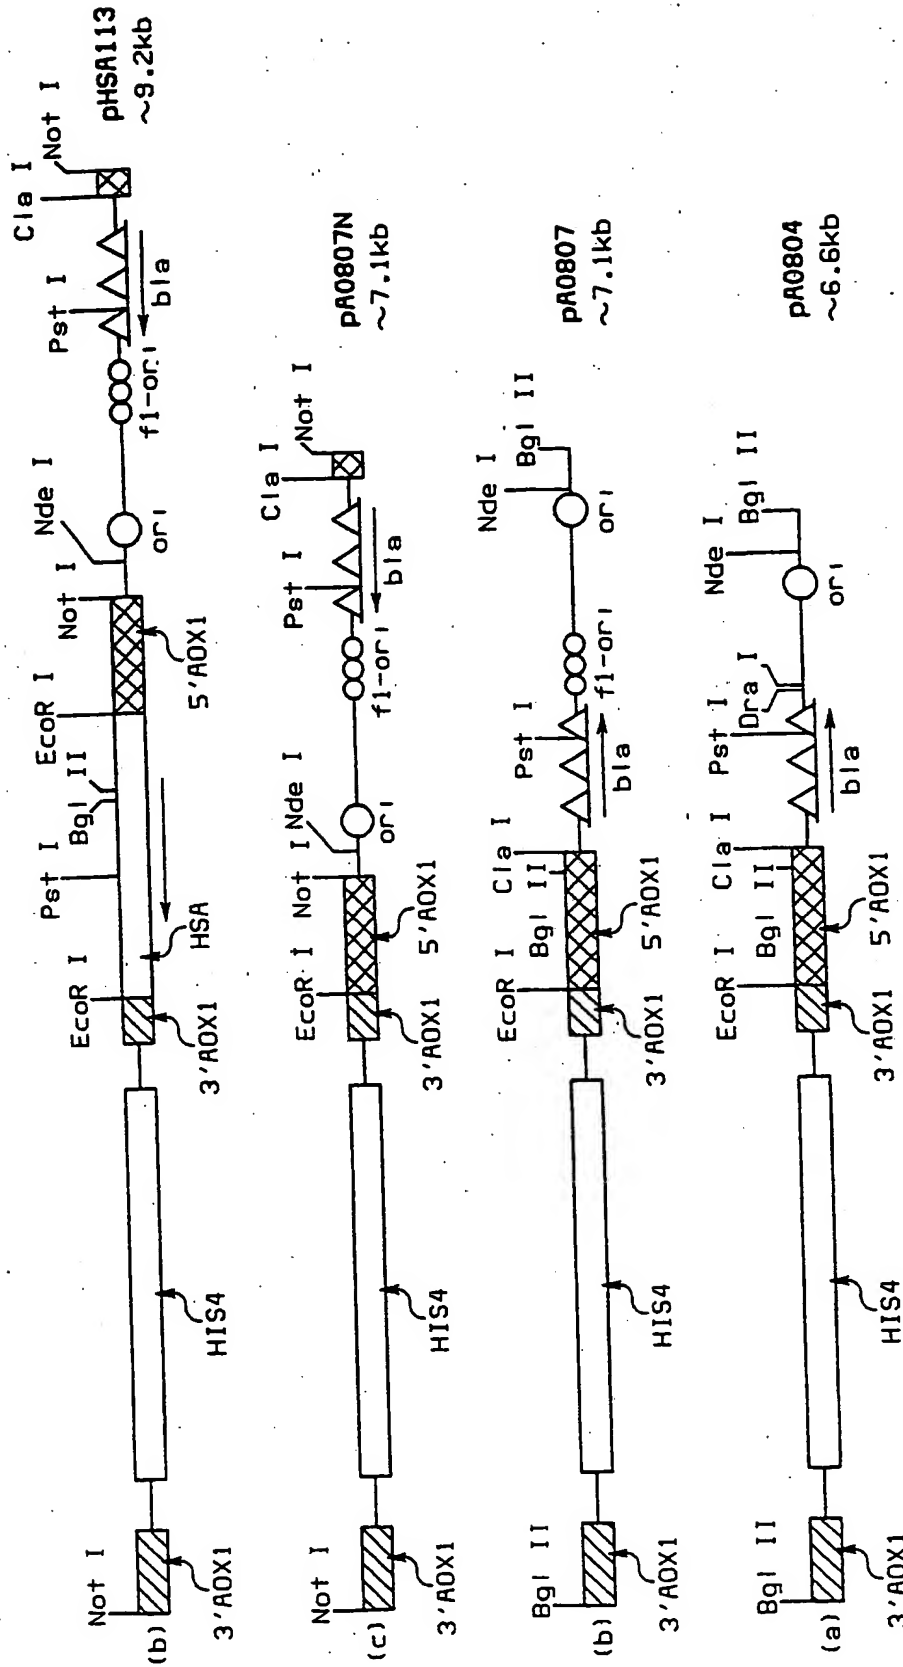 Cla I
Not I
pHSA113
~9.2kb
Pst I
bla
f1-ori
Nde I
ori
Not I
EcoR I
5'AOX1
Bgl II
Pst I
HSA
EcoR I
3'AOX1
HIS4
Not I
3'AOX1
(b)
Cla I
Not I
pAO807N
~7.1kb
Pst I
bla
f1-ori
Nde I
ori
Not I
EcoR I
5'AOX1
3'AOX1
HIS4
Not I
3'AOX1
(c)
Nde I
Bgl II
pAO807
~7.1kb
ori
f1-ori
Pst I
bla
Cla I
Bgl II
EcoR I
5'AOX1
3'AOX1
HIS4
Bgl II
3'AOX1
(b)
Nde I
Bgl II
pAO804
~6.6kb
ori
Dra I
Pst I
bla
Cla I
Bgl II
EcoR I
5'AOX1
3'AOX1
HIS4
Bgl II
3'AOX1
(a)